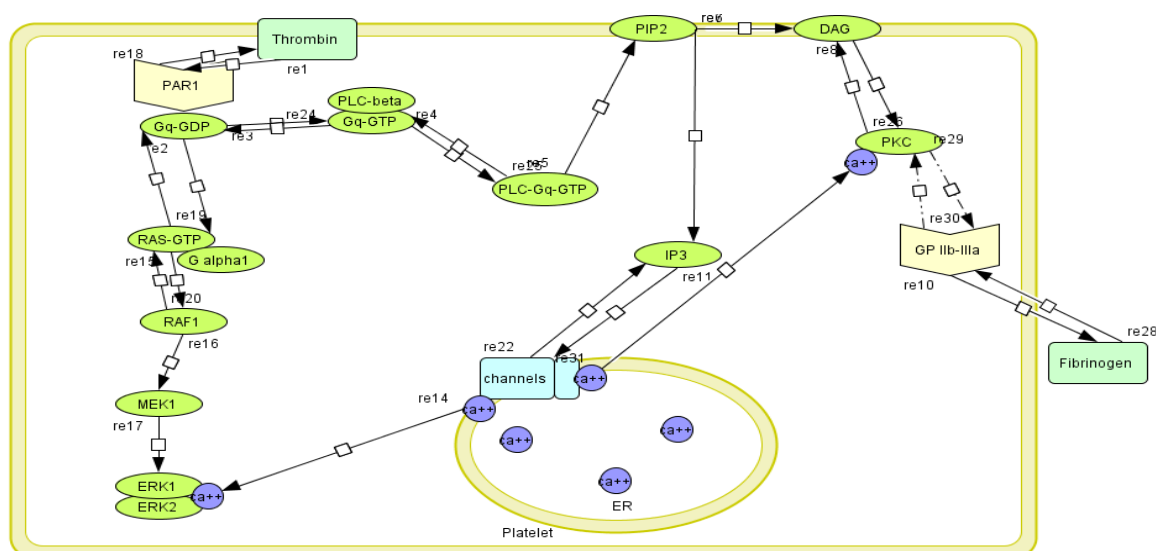 PIP2
re6
DAG
Thrombin
re18
re8
re1
PAR1
PLC-beta
re24
re4
Gq-GDP
Gq-GTP
re3
re26
re29
PKC
e2
ca++
re5
PLC-Gq-GTP
re19
re30
RAS-GTP
GP IIb-IIIa
IP3
re15
G alpha1
re11
re10
re20
RAF1
re28
re16
re22
re31
Fibrinogen
channels
ca++
re14
MEK1
ca++
re17
ca++
ca++
ERK1
ca++
ca++
ERK2
ER
Platelet